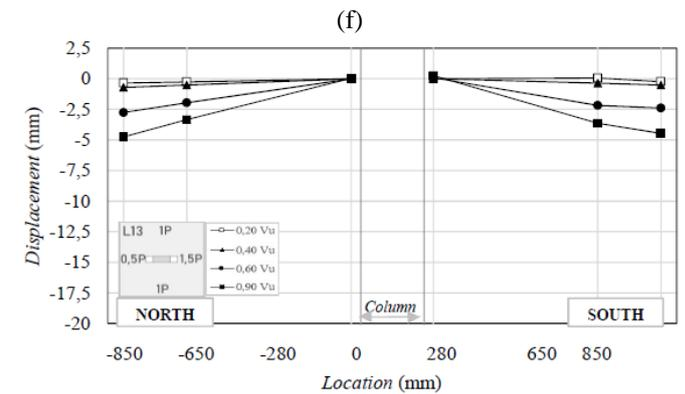 (f)
2,5
0
-2,5
-5
-7,5
-10
-12,5
-15
-17,5
-20
Displacement (mm)
L13 1P
0,5P 1,5P
1P
0,20 Vu
0,40 Vu
0,60 Vu
0,90 Vu
NORTH
Column
SOUTH
-850 -650 -280 0 280 650 850
Location (mm)